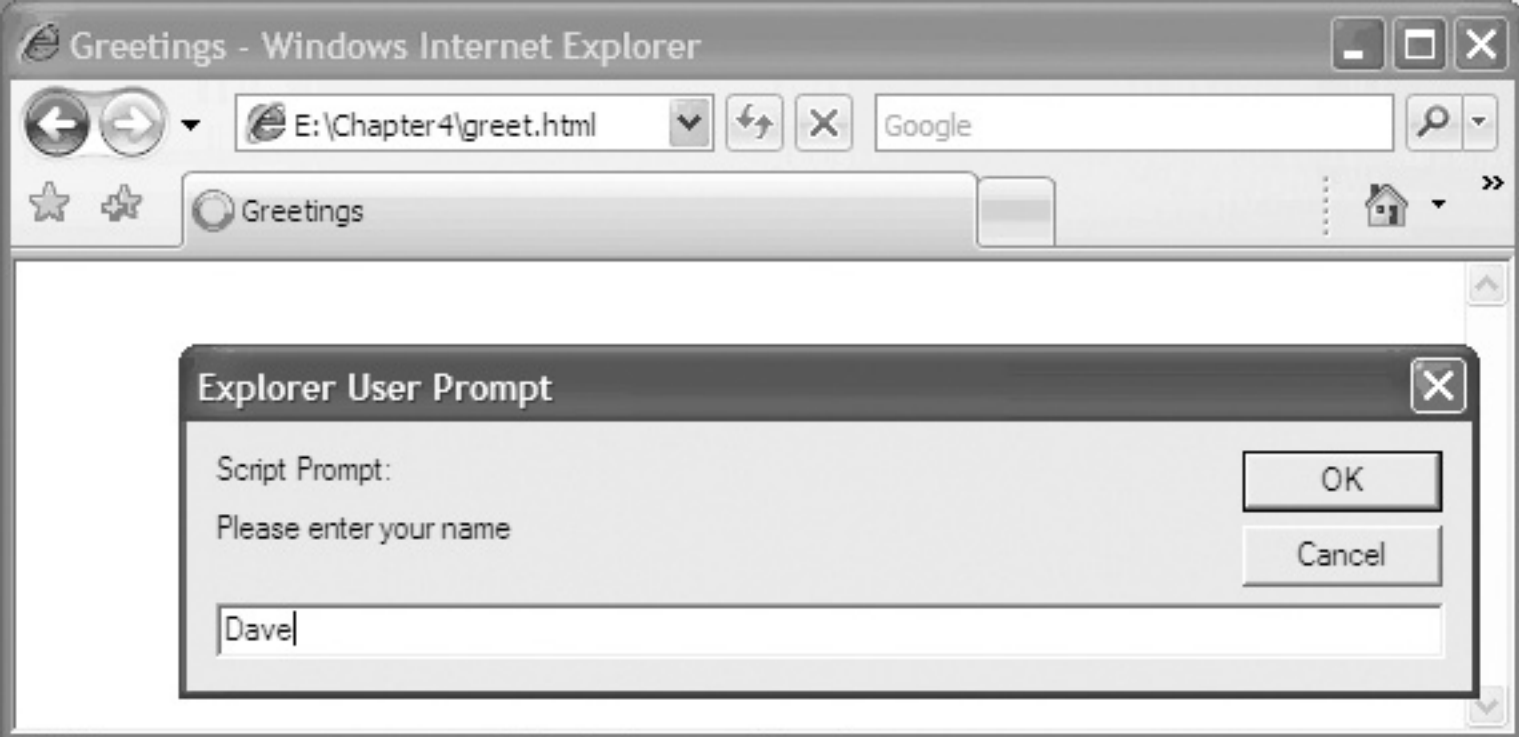 Greetings - Windows Internet Explorer
E:\Chapter4\greet.html
Google
Greetings
Explorer User Prompt
Script Prompt:
OK
Please enter your name
Cancel
Dave